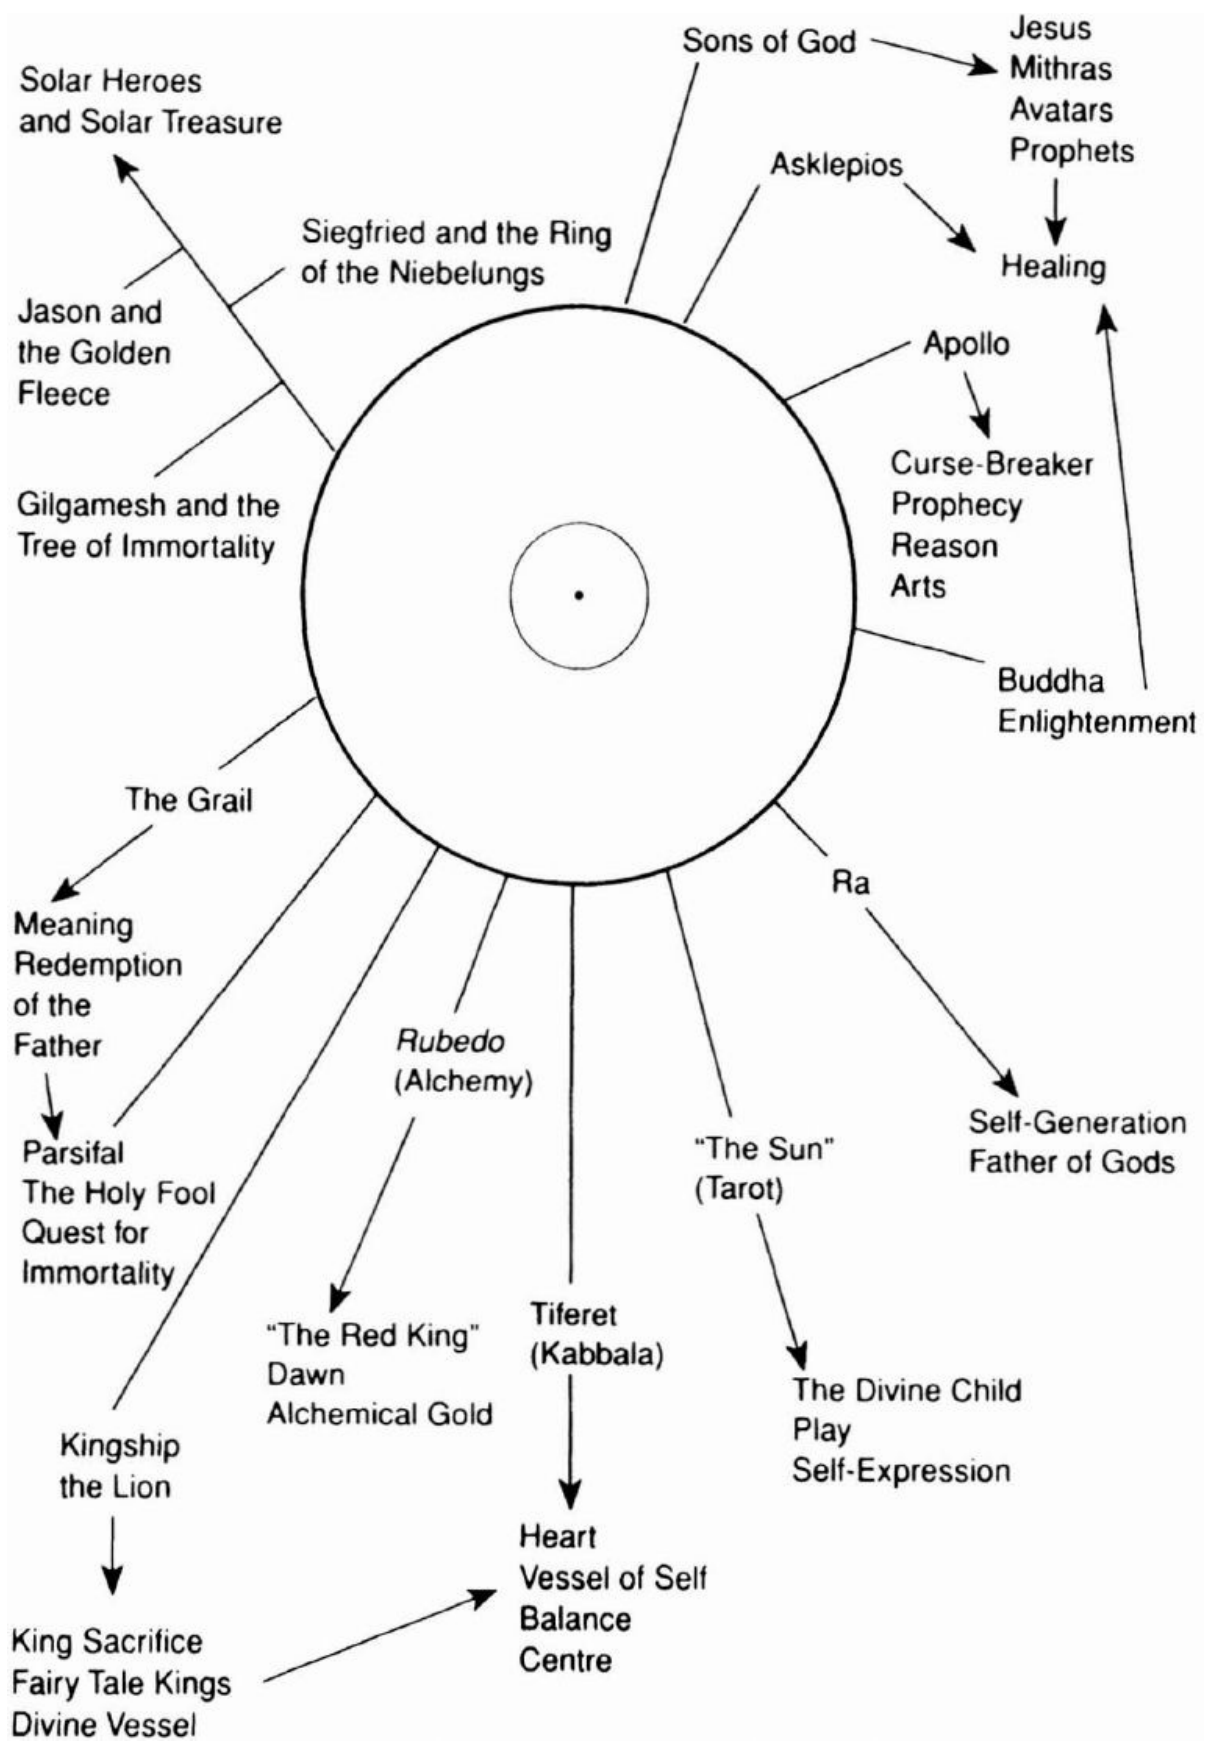 Sons of God
Jesus
Mithras
Avatars
Prophets
Solar Heroes
and Solar Treasure
Asklepios
Healing
Siegfried and the Ring
of the Niebelungs
Jason and
the Golden
Fleece
Apollo
Curse-Breaker
Prophecy
Reason
Arts
Gilgamesh and the
Tree of Immortality
Buddha
Enlightenment
The Grail
Ra
Meaning
Redemption
of the
Father
Rubedo
(Alchemy)
Self-Generation
Father of Gods
Parsifal
The Holy Fool
Quest for
Immortality
“The Sun”
(Tarot)
“The Red King”
Dawn
Alchemical Gold
Tiferet
(Kabbala)
The Divine Child
Play
Self-Expression
Kingship
the Lion
Heart
Vessel of Self
Balance
Centre
King Sacrifice
Fairy Tale Kings
Divine Vessel